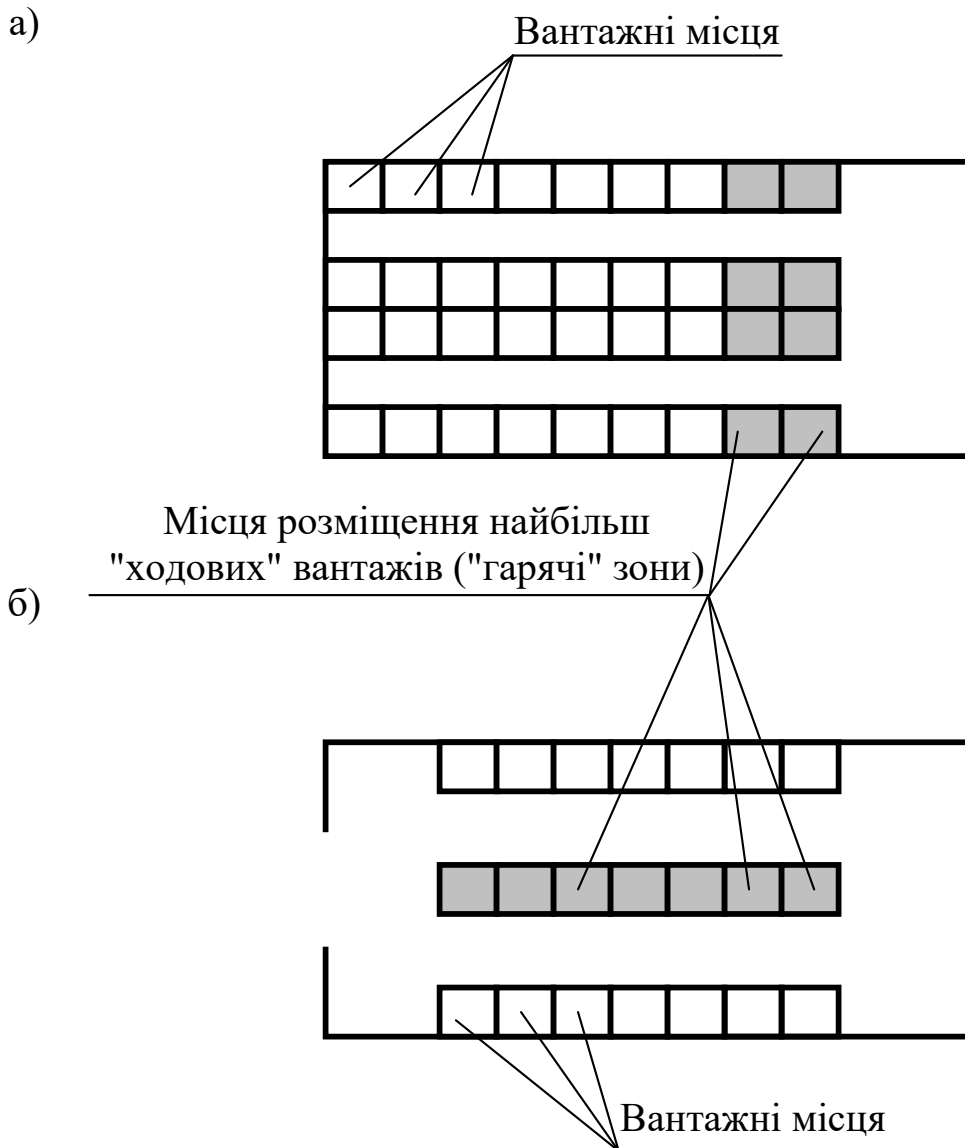 а)
Вантажні місця
Місця розміщення найбільш
"ходових" вантажів ("гарячі" зони)
б)
Вантажні місця